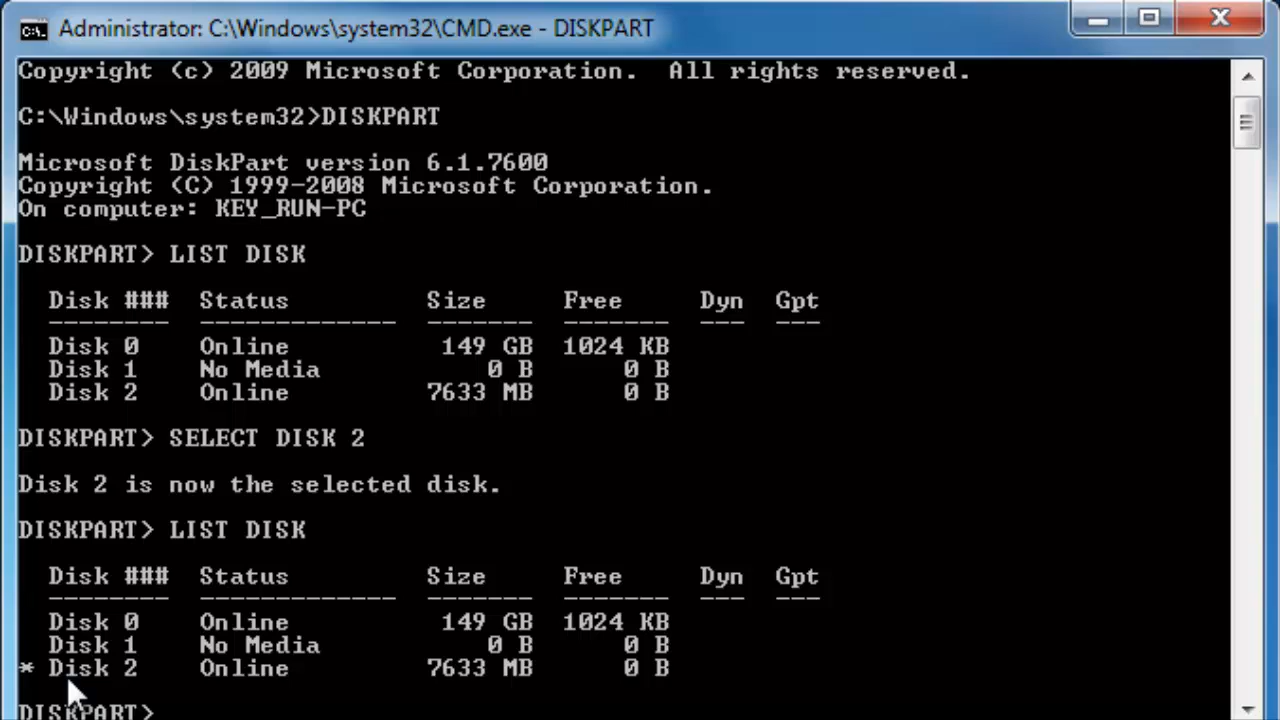 Administrator: C:\Windows\system32\CMD.exe - DISKPART
Copyright (c) 2009 Microsoft Corporation.  All rights reserved.
C:\Windows\system32>DISKPART
Microsoft DiskPart version 6.1.7600
Copyright (C) 1999-2008 Microsoft Corporation.
On computer: KEY_RUN-PC
DISKPART> LIST DISK
  Disk ###  Status         Size     Free     Dyn  Gpt
  --------  -------------  -------  -------  ---  ---
  Disk 0    Online          149 GB  1024 KB
  Disk 1    No Media           0 B      0 B
  Disk 2    Online         7633 MB      0 B
DISKPART> SELECT DISK 2
Disk 2 is now the selected disk.
DISKPART> LIST DISK
  Disk ###  Status         Size     Free     Dyn  Gpt
  --------  -------------  -------  -------  ---  ---
  Disk 0    Online          149 GB  1024 KB
  Disk 1    No Media           0 B      0 B
* Disk 2    Online         7633 MB      0 B
DISKPART>